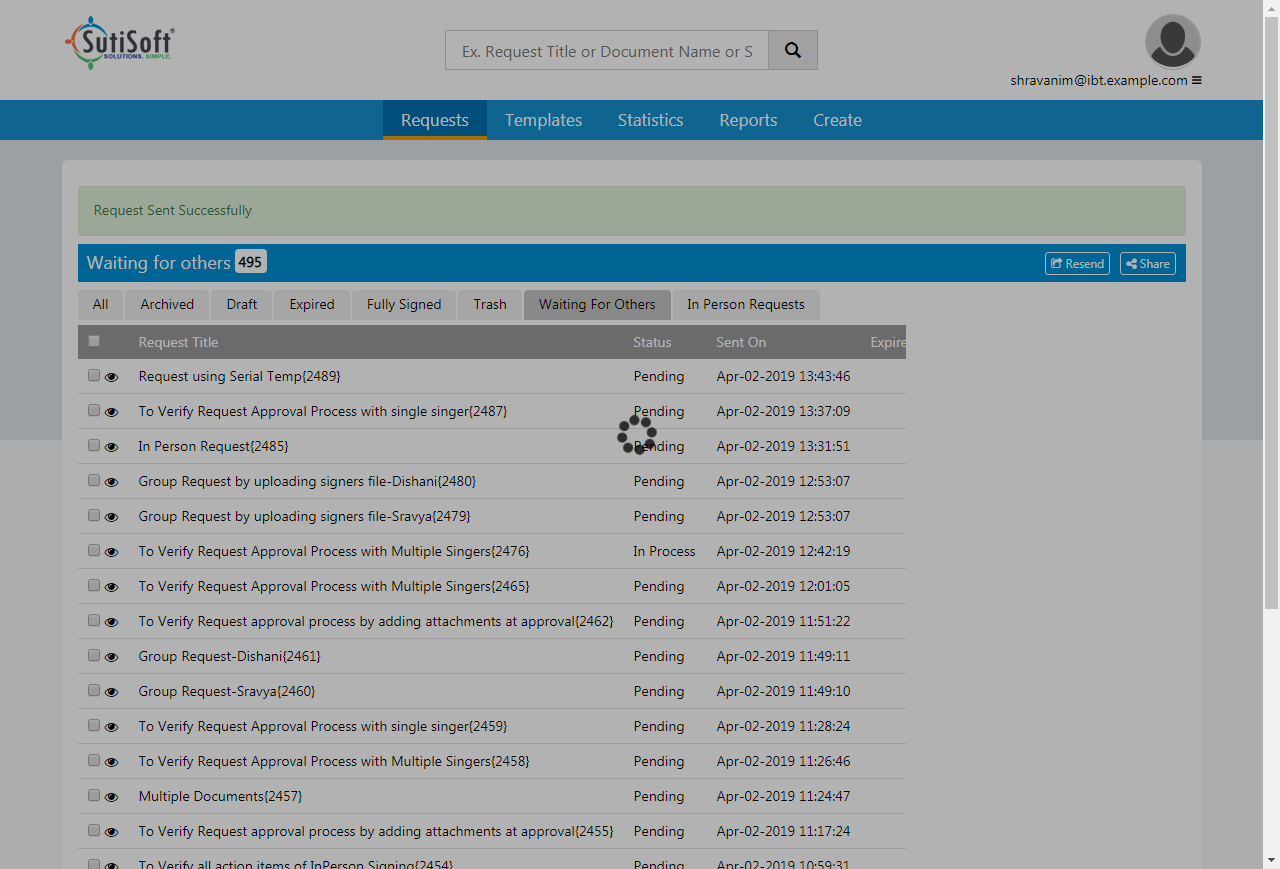 SutiSoft®
SOLUTIONS. SIMPLE.
Ex. Request Title or Document Name or S
shravanim@ibt.example.com
Requests Templates Statistics Reports Create
Request Sent Successfully
Waiting for others 495 Resend Share
All Archived Draft Expired Fully Signed Trash Waiting For Others In Person Requests
Request Title Status Sent On Expire
Request using Serial Temp{2489} Pending Apr-02-2019 13:43:46
To Verify Request Approval Process with single singer{2487} Pending Apr-02-2019 13:37:09
In Person Request{2485} Pending Apr-02-2019 13:31:51
Group Request by uploading signers file-Dishani{2480} Pending Apr-02-2019 12:53:07
Group Request by uploading signers file-Sravya{2479} Pending Apr-02-2019 12:53:07
To Verify Request Approval Process with Multiple Singers{2476} In Process Apr-02-2019 12:42:19
To Verify Request Approval Process with Multiple Singers{2465} Pending Apr-02-2019 12:01:05
To Verify Request approval process by adding attachments at approval{2462} Pending Apr-02-2019 11:51:22
Group Request-Dishani{2461} Pending Apr-02-2019 11:49:11
Group Request-Sravya{2460} Pending Apr-02-2019 11:49:10
To Verify Request Approval Process with single singer{2459} Pending Apr-02-2019 11:28:24
To Verify Request Approval Process with Multiple Singers{2458} Pending Apr-02-2019 11:26:46
Multiple Documents{2457} Pending Apr-02-2019 11:24:47
To Verify Request approval process by adding attachments at approval{2455} Pending Apr-02-2019 11:17:24
To Verify all action items of InPerson Signing{2454} Pending Apr-02-2019 10:59:31